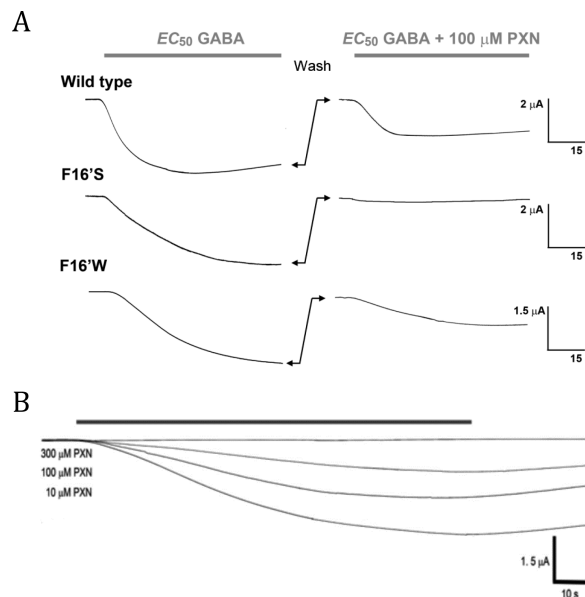 A
EC50 GABA
EC50 GABA + 100 µM PXN
Wash
Wild type
2 µA
15
F16'S
2 µA
15
F16'W
1.5 µA
15
B
300 µM PXN
100 µM PXN
10 µM PXN
1. 5 µA
10 s